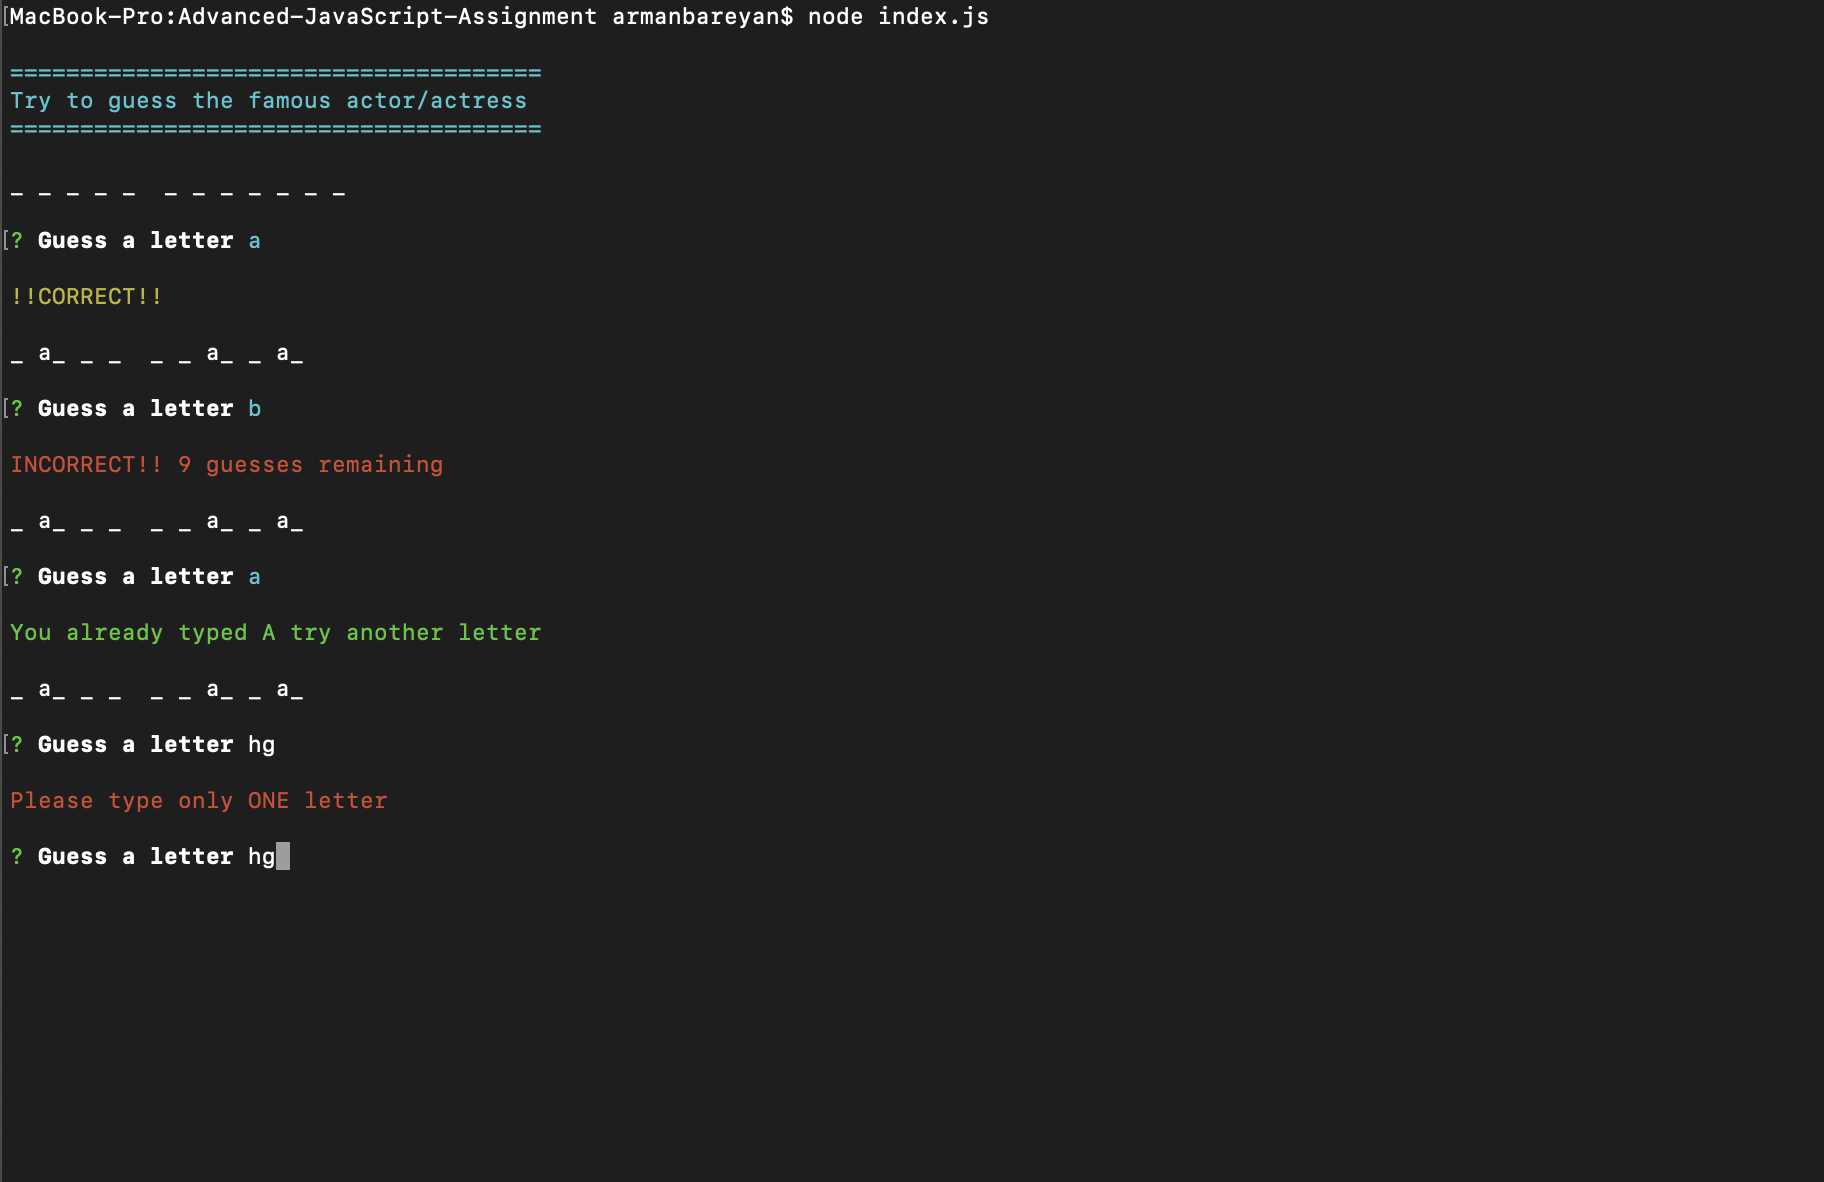 [MacBook-Pro:Advanced-JavaScript-Assignment armanbareyan$ node index.js
======================================
Try to guess the famous actor/actress
======================================
_ _ _ _ _  _ _ _ _ _ _ _
[? Guess a letter a
!!CORRECT!!
_ a_ _ _  _ _ a_ _ a_
[? Guess a letter b
INCORRECT!! 9 guesses remaining
_ a_ _ _  _ _ a_ _ a_
[? Guess a letter a
You already typed A try another letter
_ a_ _ _  _ _ a_ _ a_
[? Guess a letter hg
Please type only ONE letter
? Guess a letter hg